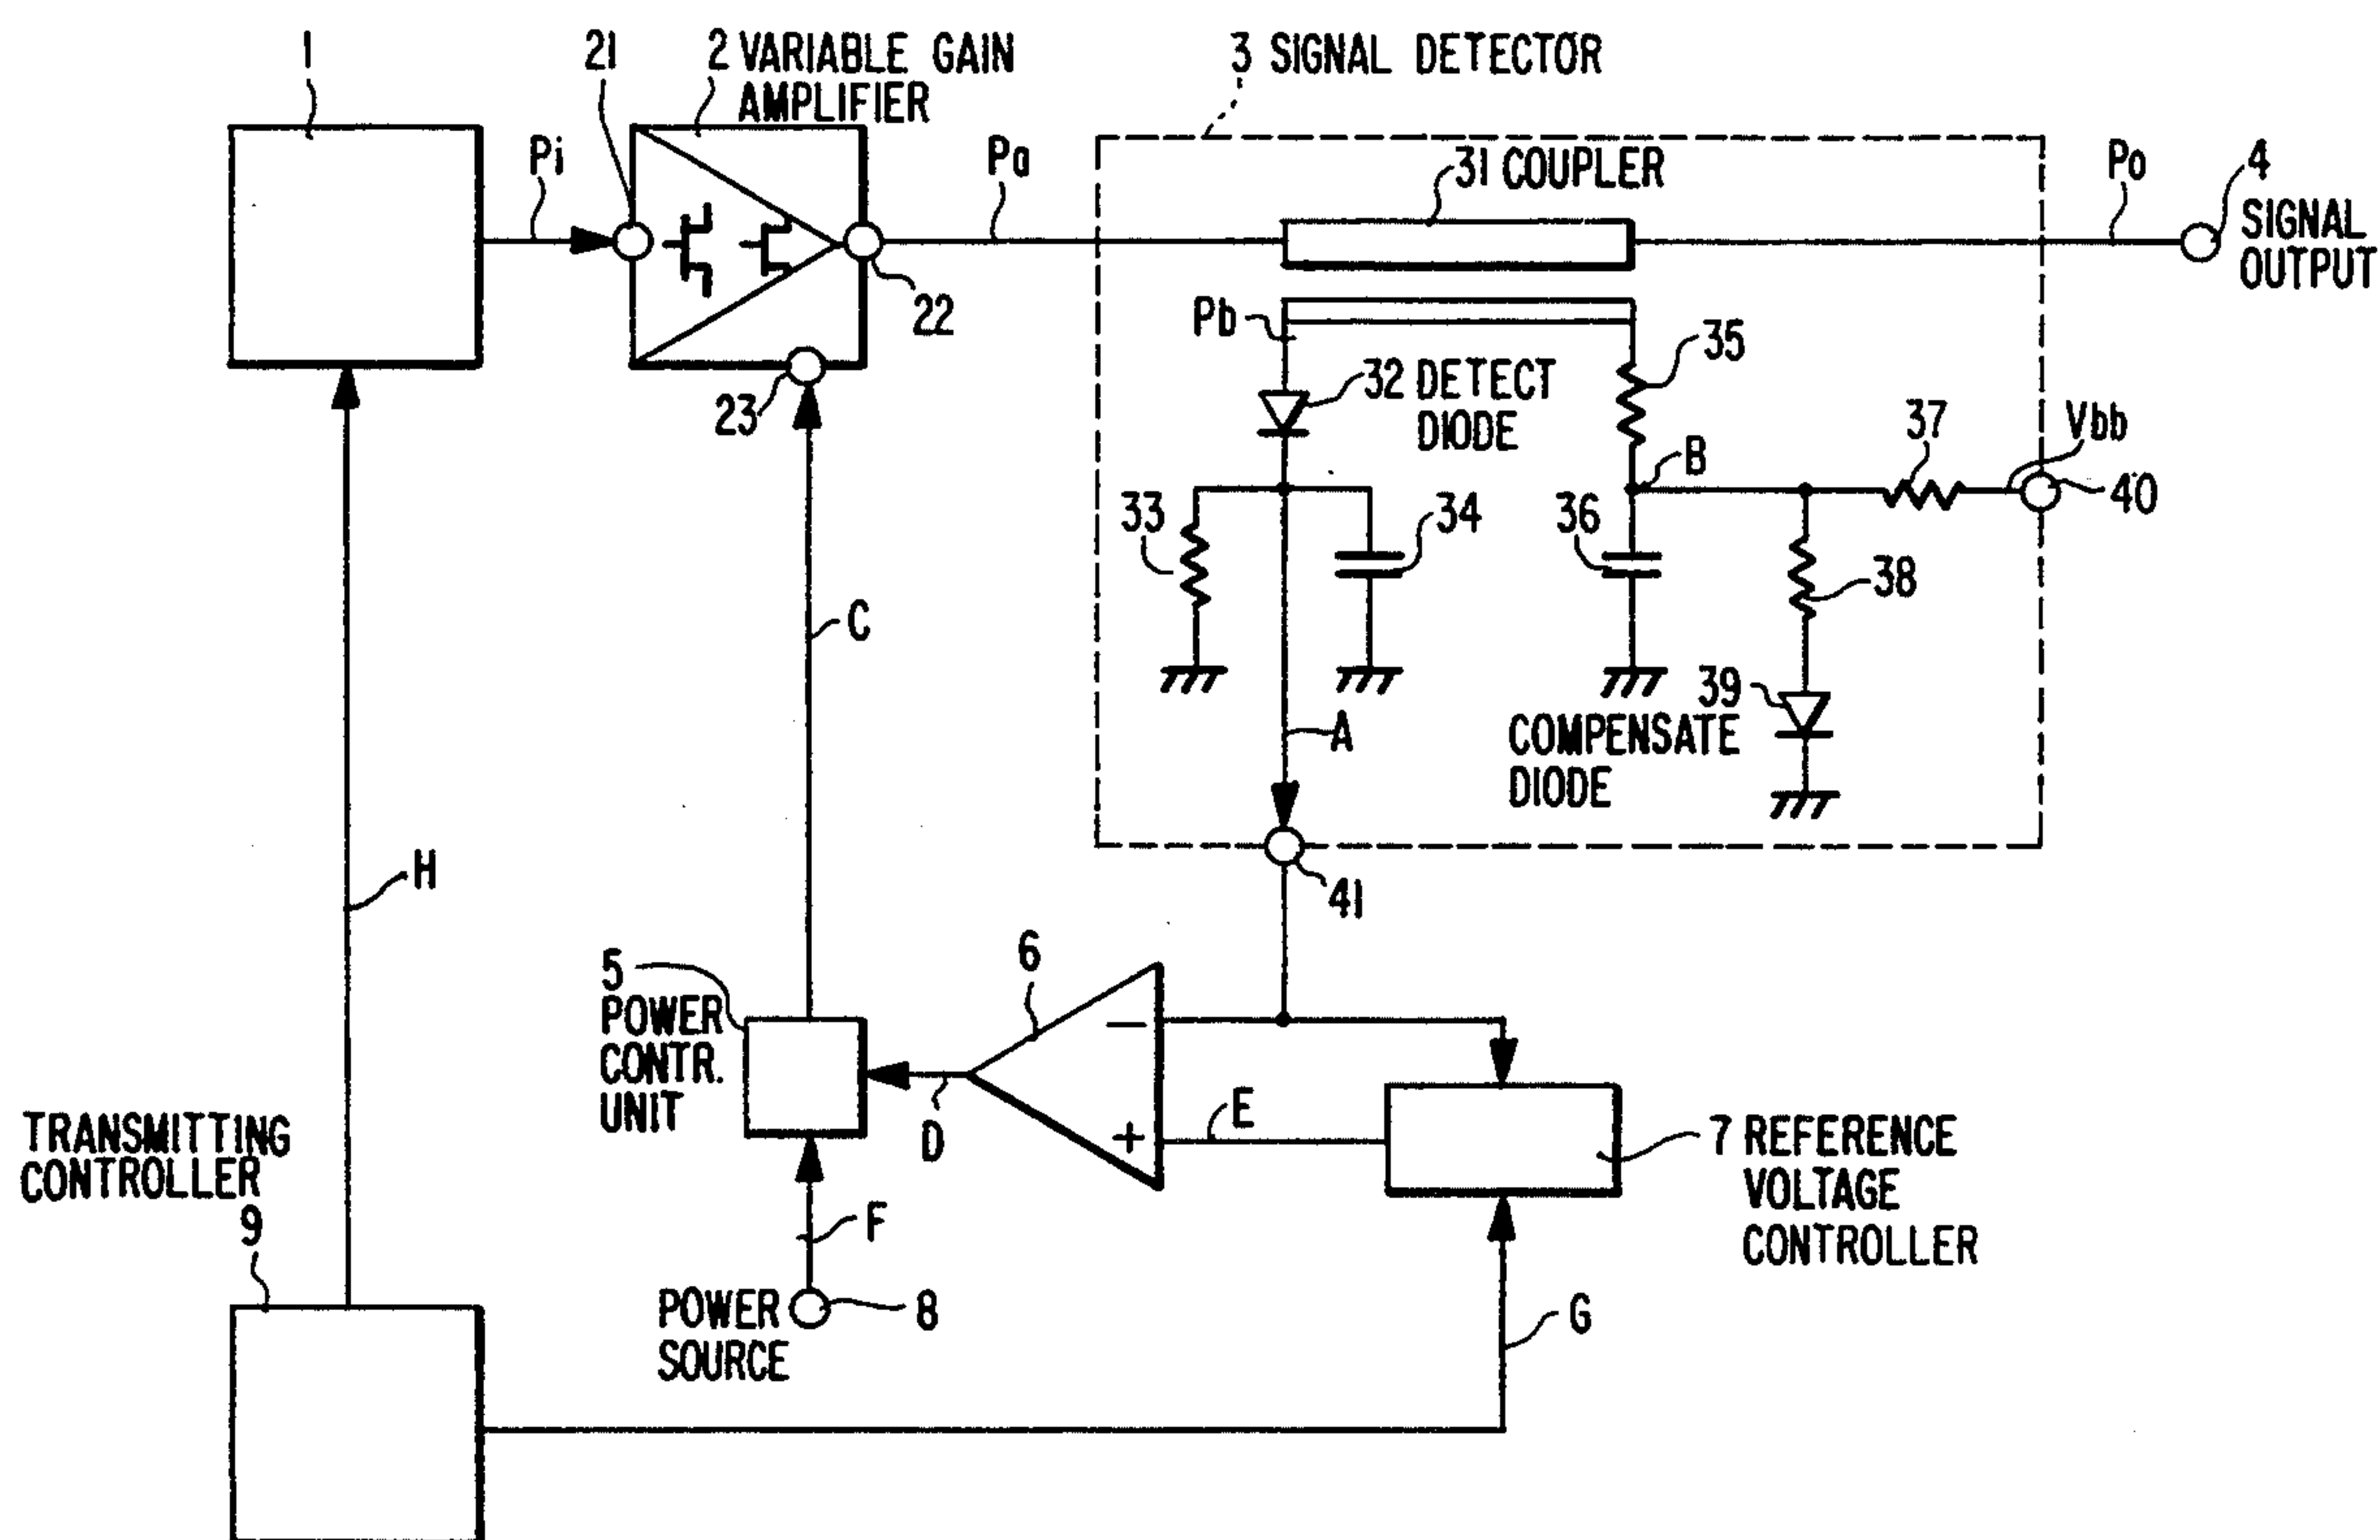 1
21
2 VARIABLE GAIN
AMPLIFIER
3 SIGNAL DETECTOR
Pi
Pa
31 COUPLER
Po
4
SIGNAL
OUTPUT
22
23
Pb
32 DETECT
DIODE
35
B
37
Vbb
40
33
34
36
38
39
COMPENSATE
DIODE
C
A
H
41
5
POWER
CONTR.
UNIT
6
−
+
D
E
7 REFERENCE
VOLTAGE
CONTROLLER
TRANSMITTING
CONTROLLER
9
F
POWER
SOURCE
8
G